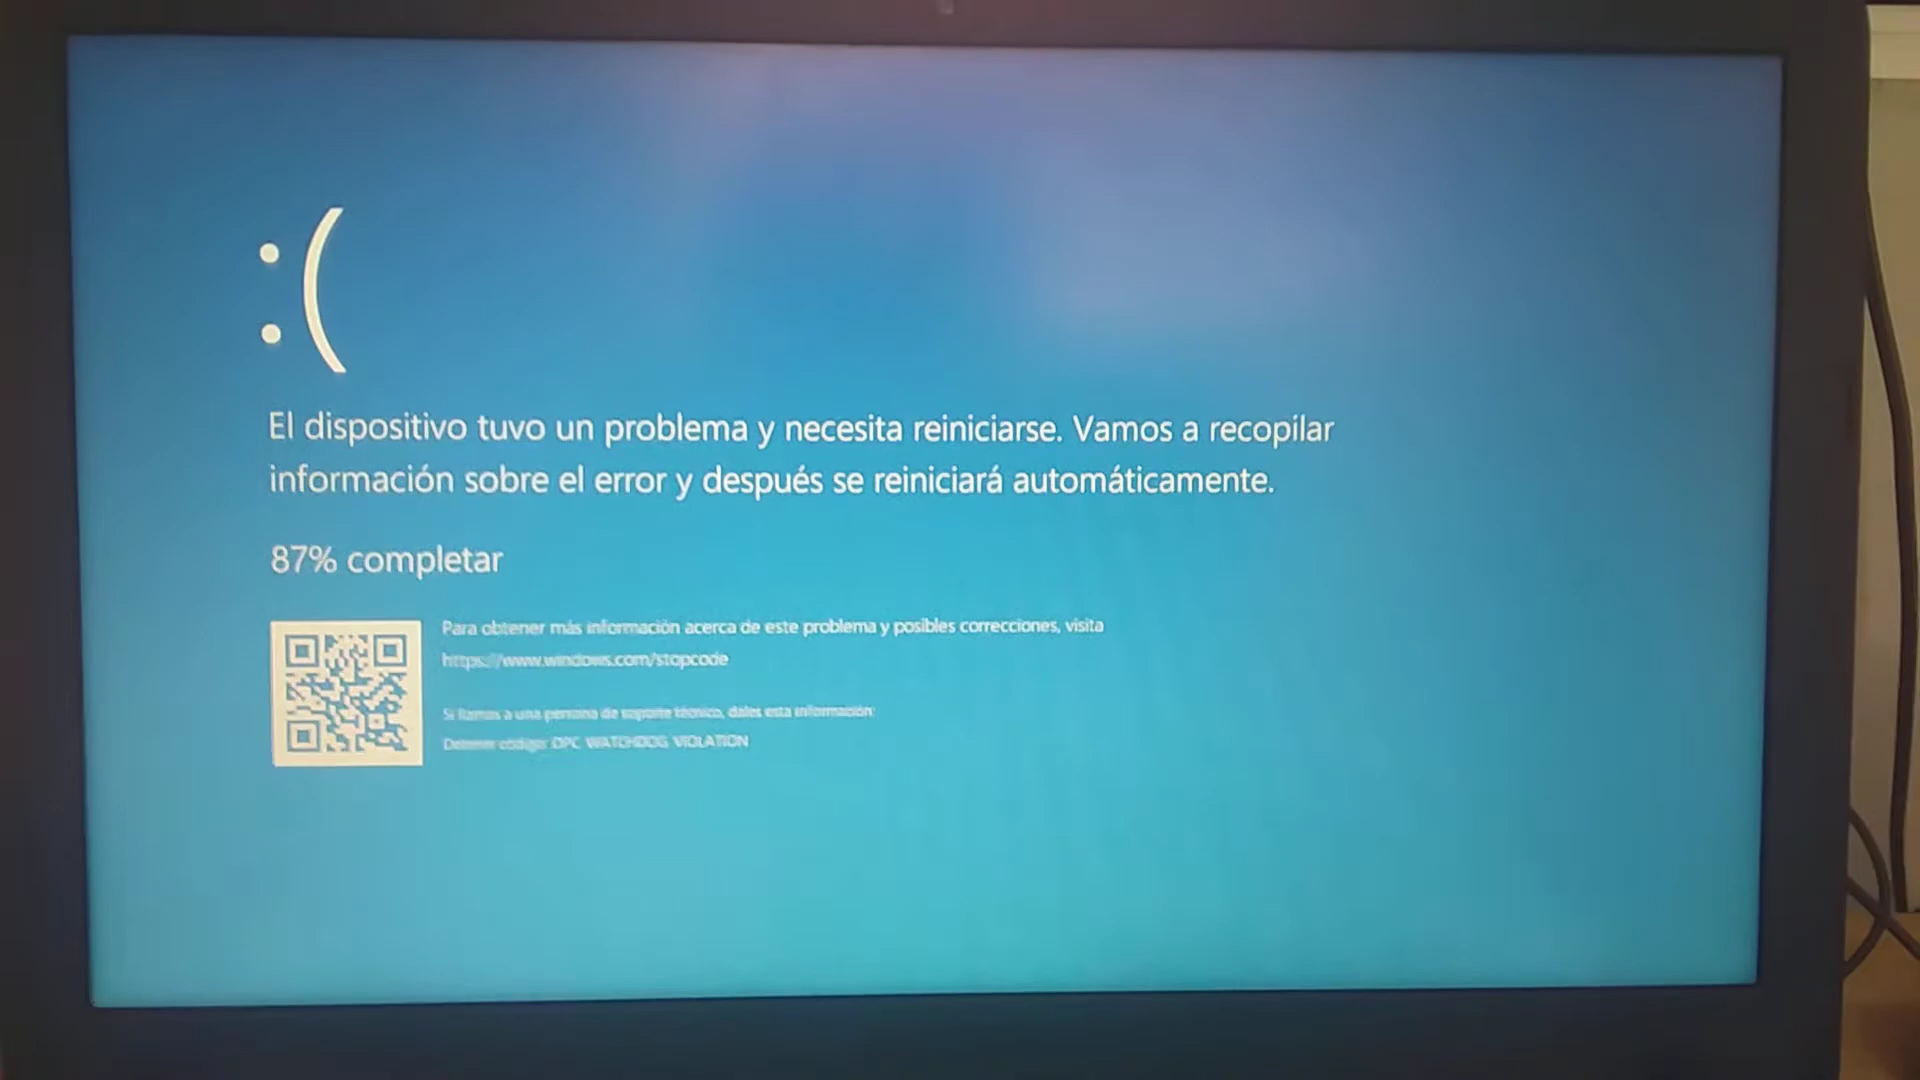 :(
El dispositivo tuvo un problema y necesita reiniciarse. Vamos a recopilar
información sobre el error y después se reiniciará automáticamente.
87% completar
Para obtener más información acerca de este problema y posibles correcciones, visita
https://www.windows.com/stopcode
Si llamas a una persona de soporte técnico, dales esta información:
Detener código: DPC WATCHDOG VIOLATION